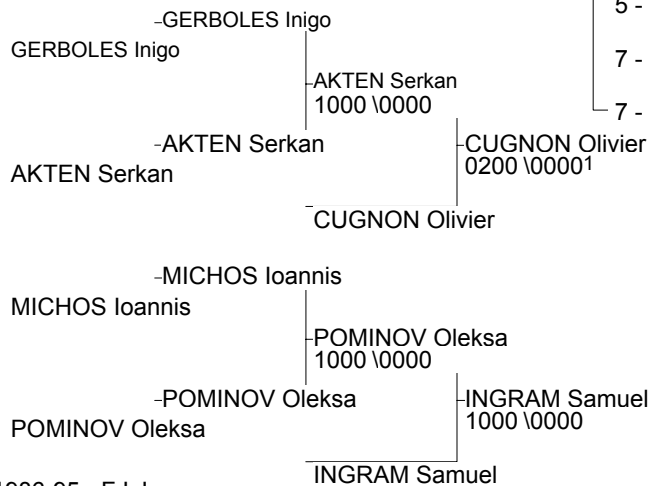 5 -
-GERBOLES Inigo
GERBOLES Inigo
7 -
-AKTEN Serkan
1000 \0000
7 -
-AKTEN Serkan
-CUGNON Olivier
0200 \00001
AKTEN Serkan
CUGNON Olivier
-MICHOS Ioannis
MICHOS Ioannis
-POMINOV Oleksa
1000 \0000
-POMINOV Oleksa
-INGRAM Samuel
1000 \0000
POMINOV Oleksa
INGRAM Samuel